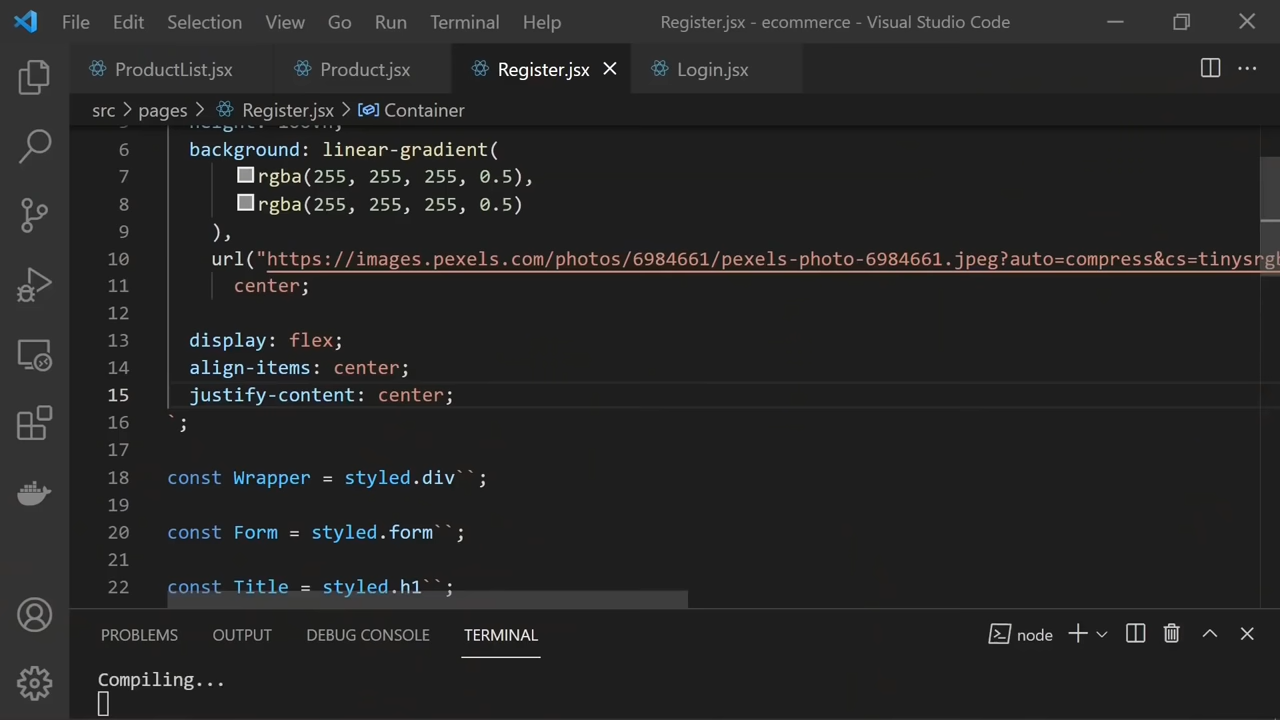 File Edit Selection View Go Run Terminal Help Register.jsx - ecommerce - Visual Studio Code
ProductList.jsx Product.jsx Register.jsx Login.jsx
src > pages > Register.jsx > Container
6 background: linear-gradient(
7 rgba(255, 255, 255, 0.5),
8 rgba(255, 255, 255, 0.5)
9 ),
10 url("https://images.pexels.com/photos/6984661/pexels-photo-6984661.jpeg?auto=compress&cs=tinysrgb
11 center;
12
13 display: flex;
14 align-items: center;
15 justify-content: center;
16 `;
17
18 const Wrapper = styled.div``;
19
20 const Form = styled.form``;
21
22 const Title = styled.h1``;
PROBLEMS OUTPUT DEBUG CONSOLE TERMINAL node
Compiling...